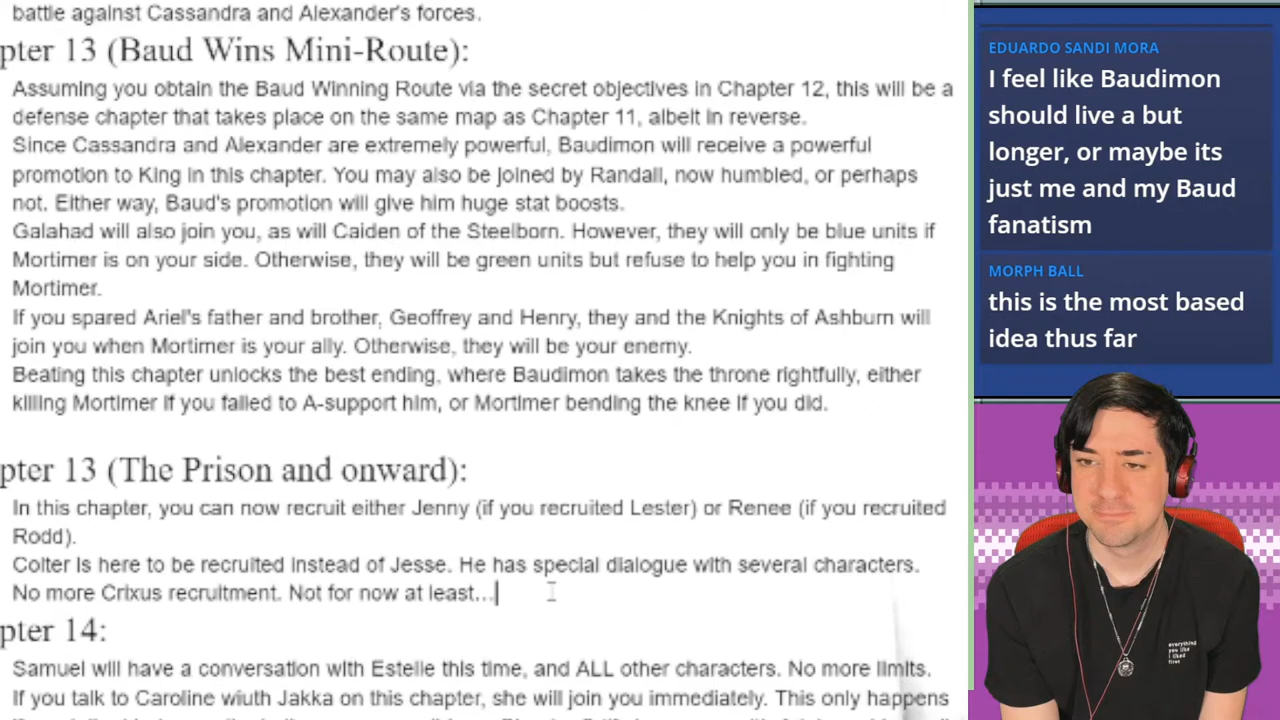 battle against Cassandra and Alexander's forces.
pter 13 (Baud Wins Mini-Route):
Assuming you obtain the Baud Winning Route via the secret objectives in Chapter 12, this will be a
defense chapter that takes place on the same map as Chapter 11, albeit in reverse.
Since Cassandra and Alexander are extremely powerful, Baudimon will receive a powerful
promotion to King in this chapter. You may also be joined by Randall, now humbled, or perhaps
not. Either way, Baud's promotion will give him huge stat boosts.
Galahad will also join you, as will Caiden of the Steelborn. However, they will only be blue units if
Mortimer is on your side. Otherwise, they will be green units but refuse to help you in fighting
Mortimer.
If you spared Ariel's father and brother, Geoffrey and Henry, they and the Knights of Ashburn will
join you when Mortimer is your ally. Otherwise, they will be your enemy.
Beating this chapter unlocks the best ending, where Baudimon takes the throne rightfully, either
killing Mortimer if you failed to A-support him, or Mortimer bending the knee if you did.
pter 13 (The Prison and onward):
In this chapter, you can now recruit either Jenny (if you recruited Lester) or Renee (if you recruited
Rodd).
Colter is here to be recruited instead of Jesse. He has special dialogue with several characters.
No more Crixus recruitment. Not for now at least...
pter 14:
Samuel will have a conversation with Estelle this time, and ALL other characters. No more limits.
If you talk to Caroline wiuth Jakka on this chapter, she will join you immediately. This only happens
EDUARDO SANDI MORA
I feel like Baudimon
should live a but
longer, or maybe its
just me and my Baud
fanatism
MORPH BALL
this is the most based
idea thus far
everything
you like
I liked
first